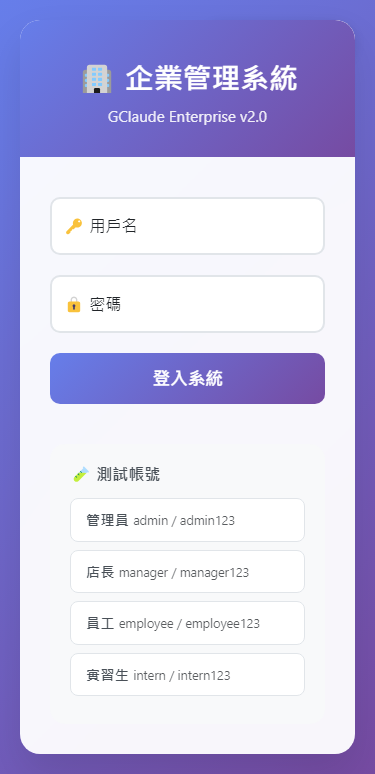 企業管理系統
GClaude Enterprise v2.0
用戶名
密碼
登入系統
測試帳號
管理員 admin / admin123
店長 manager / manager123
員工 employee / employee123
實習生 intern / intern123